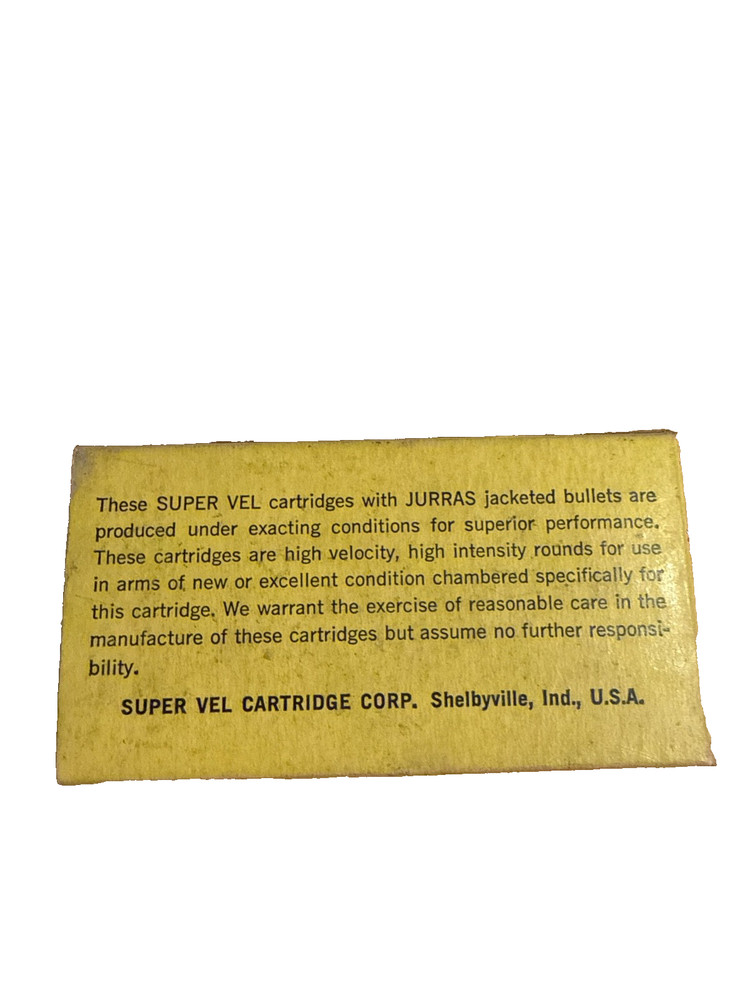 These SUPER VEL cartridges with JURRAS jacketed bullets are
produced under exacting conditions for superior performance.
These cartridges are high velocity, high intensity rounds for use
in arms of new or excellent condition chambered specifically for
this cartridge. We warrant the exercise of reasonable care in the
manufacture of these cartridges but assume no further responsi-
bility.
SUPER VEL CARTRIDGE CORP. Shelbyville, Ind., U.S.A.